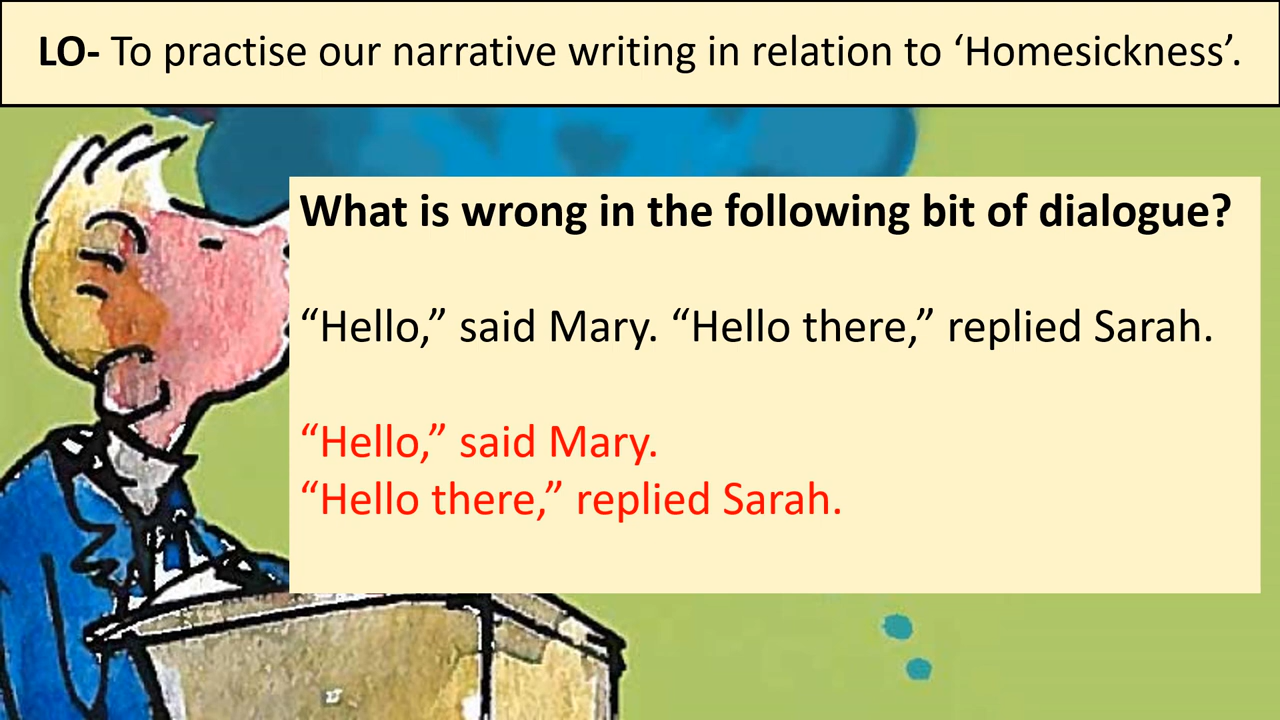 LO- To practise our narrative writing in relation to ‘Homesickness’.
What is wrong in the following bit of dialogue?
“Hello,” said Mary. “Hello there,” replied Sarah.
“Hello,” said Mary.
“Hello there,” replied Sarah.